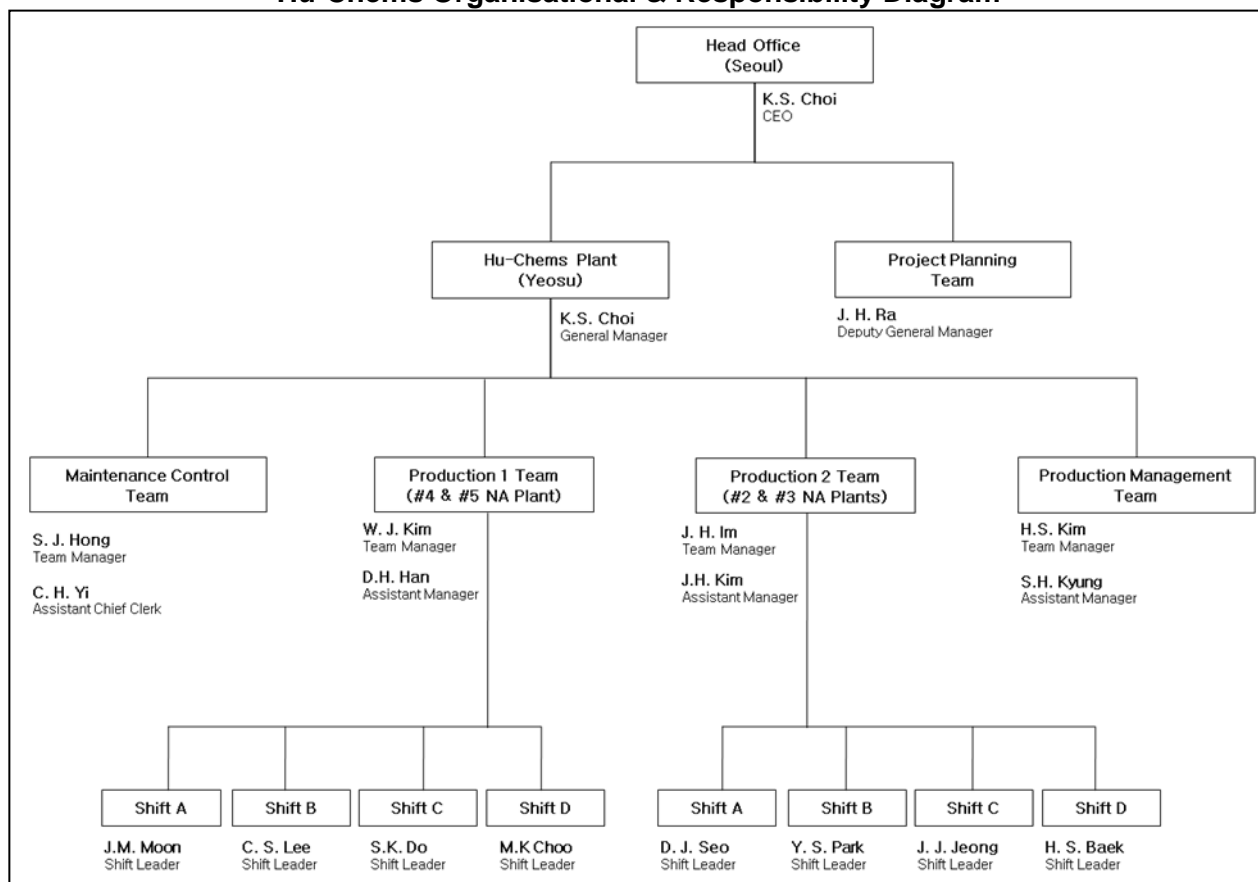 Hu-Chems Organisational & Responsibility Diagram
Head Office
(Seoul)
K.S. Choi
CEO
Hu-Chems Plant
(Yeosu)
Project Planning
Team
K.S. Choi
General Manager
J. H. Ra
Deputy General Manager
Maintenance Control
Team
Production 1 Team
(#4 & #5 NA Plant)
Production 2 Team
(#2 & #3 NA Plants)
Production Management
Team
S. J. Hong
Team Manager
C. H. Yi
Assistant Chief Clerk
W. J. Kim
Team Manager
D.H. Han
Assistant Manager
J. H. Im
Team Manager
J.H. Kim
Assistant Manager
H.S. Kim
Team Manager
S.H. Kyung
Assistant Manager
Shift A
Shift B
Shift C
Shift D
Shift A
Shift B
Shift C
Shift D
J.M. Moon
Shift Leader
C. S. Lee
Shift Leader
S.K. Do
Shift Leader
M.K Choo
Shift Leader
D. J. Seo
Shift Leader
Y. S. Park
Shift Leader
J. J. Jeong
Shift Leader
H. S. Baek
Shift Leader